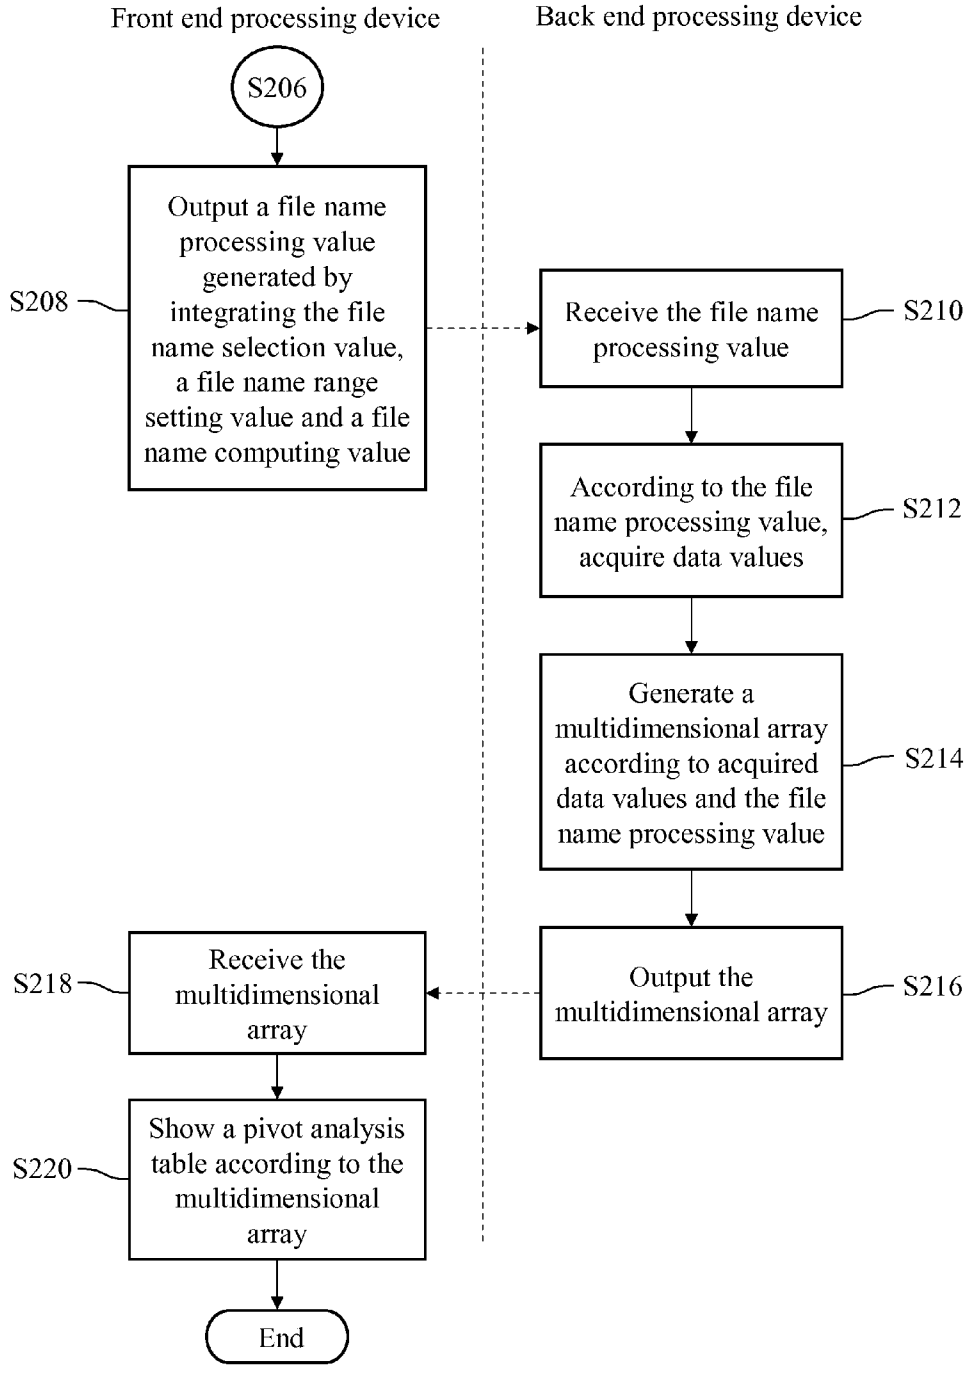 Front end processing device
Back end processing device
S206
Output a file name
processing value
generated by
integrating the file
name selection value,
a file name range
setting value and a file
name computing value
S208
Receive the file name
processing value
S210
According to the file
name processing value,
acquire data values
S212
Generate a
multidimensional array
according to acquired
data values and the file
name processing value
S214
Output the
multidimensional array
S216
Receive the
multidimensional
array
S218
Show a pivot analysis
table according to the
multidimensional
array
S220
End